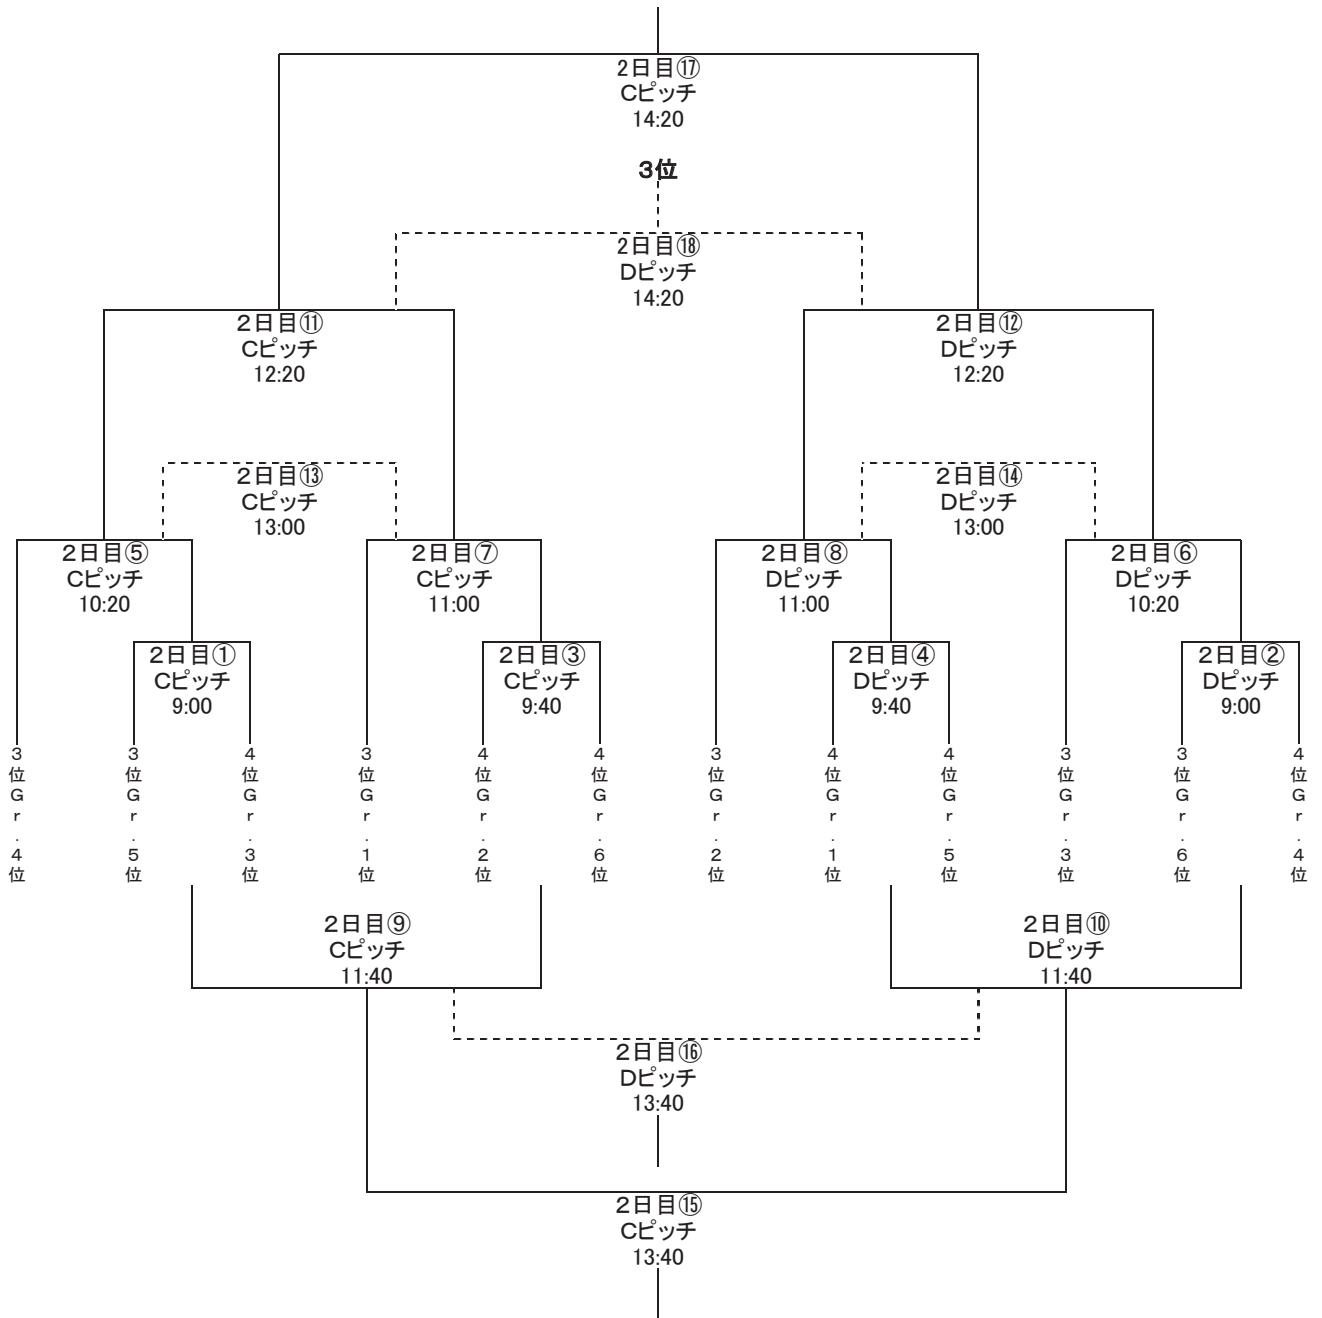 2日目⑰
Cピッチ
14:20
3位
2日目⑱
Dピッチ
14:20
2日目⑪
Cピッチ
12:20
2日目⑫
Dピッチ
12:20
2日目⑬
Cピッチ
13:00
2日目⑭
Dピッチ
13:00
2日目⑤
Cピッチ
10:20
2日目⑦
Cピッチ
11:00
2日目⑧
Dピッチ
11:00
2日目⑥
Dピッチ
10:20
2日目①
Cピッチ
9:00
2日目③
Cピッチ
9:40
2日目④
Dピッチ
9:40
2日目②
Dピッチ
9:00
3位Gr.4位
3位Gr.5位
4位Gr.3位
3位Gr.1位
4位Gr.2位
4位Gr.6位
3位Gr.2位
4位Gr.1位
4位Gr.5位
3位Gr.3位
3位Gr.6位
4位Gr.4位
2日目⑨
Cピッチ
11:40
2日目⑩
Dピッチ
11:40
2日目⑯
Dピッチ
13:40
2日目⑮
Cピッチ
13:40